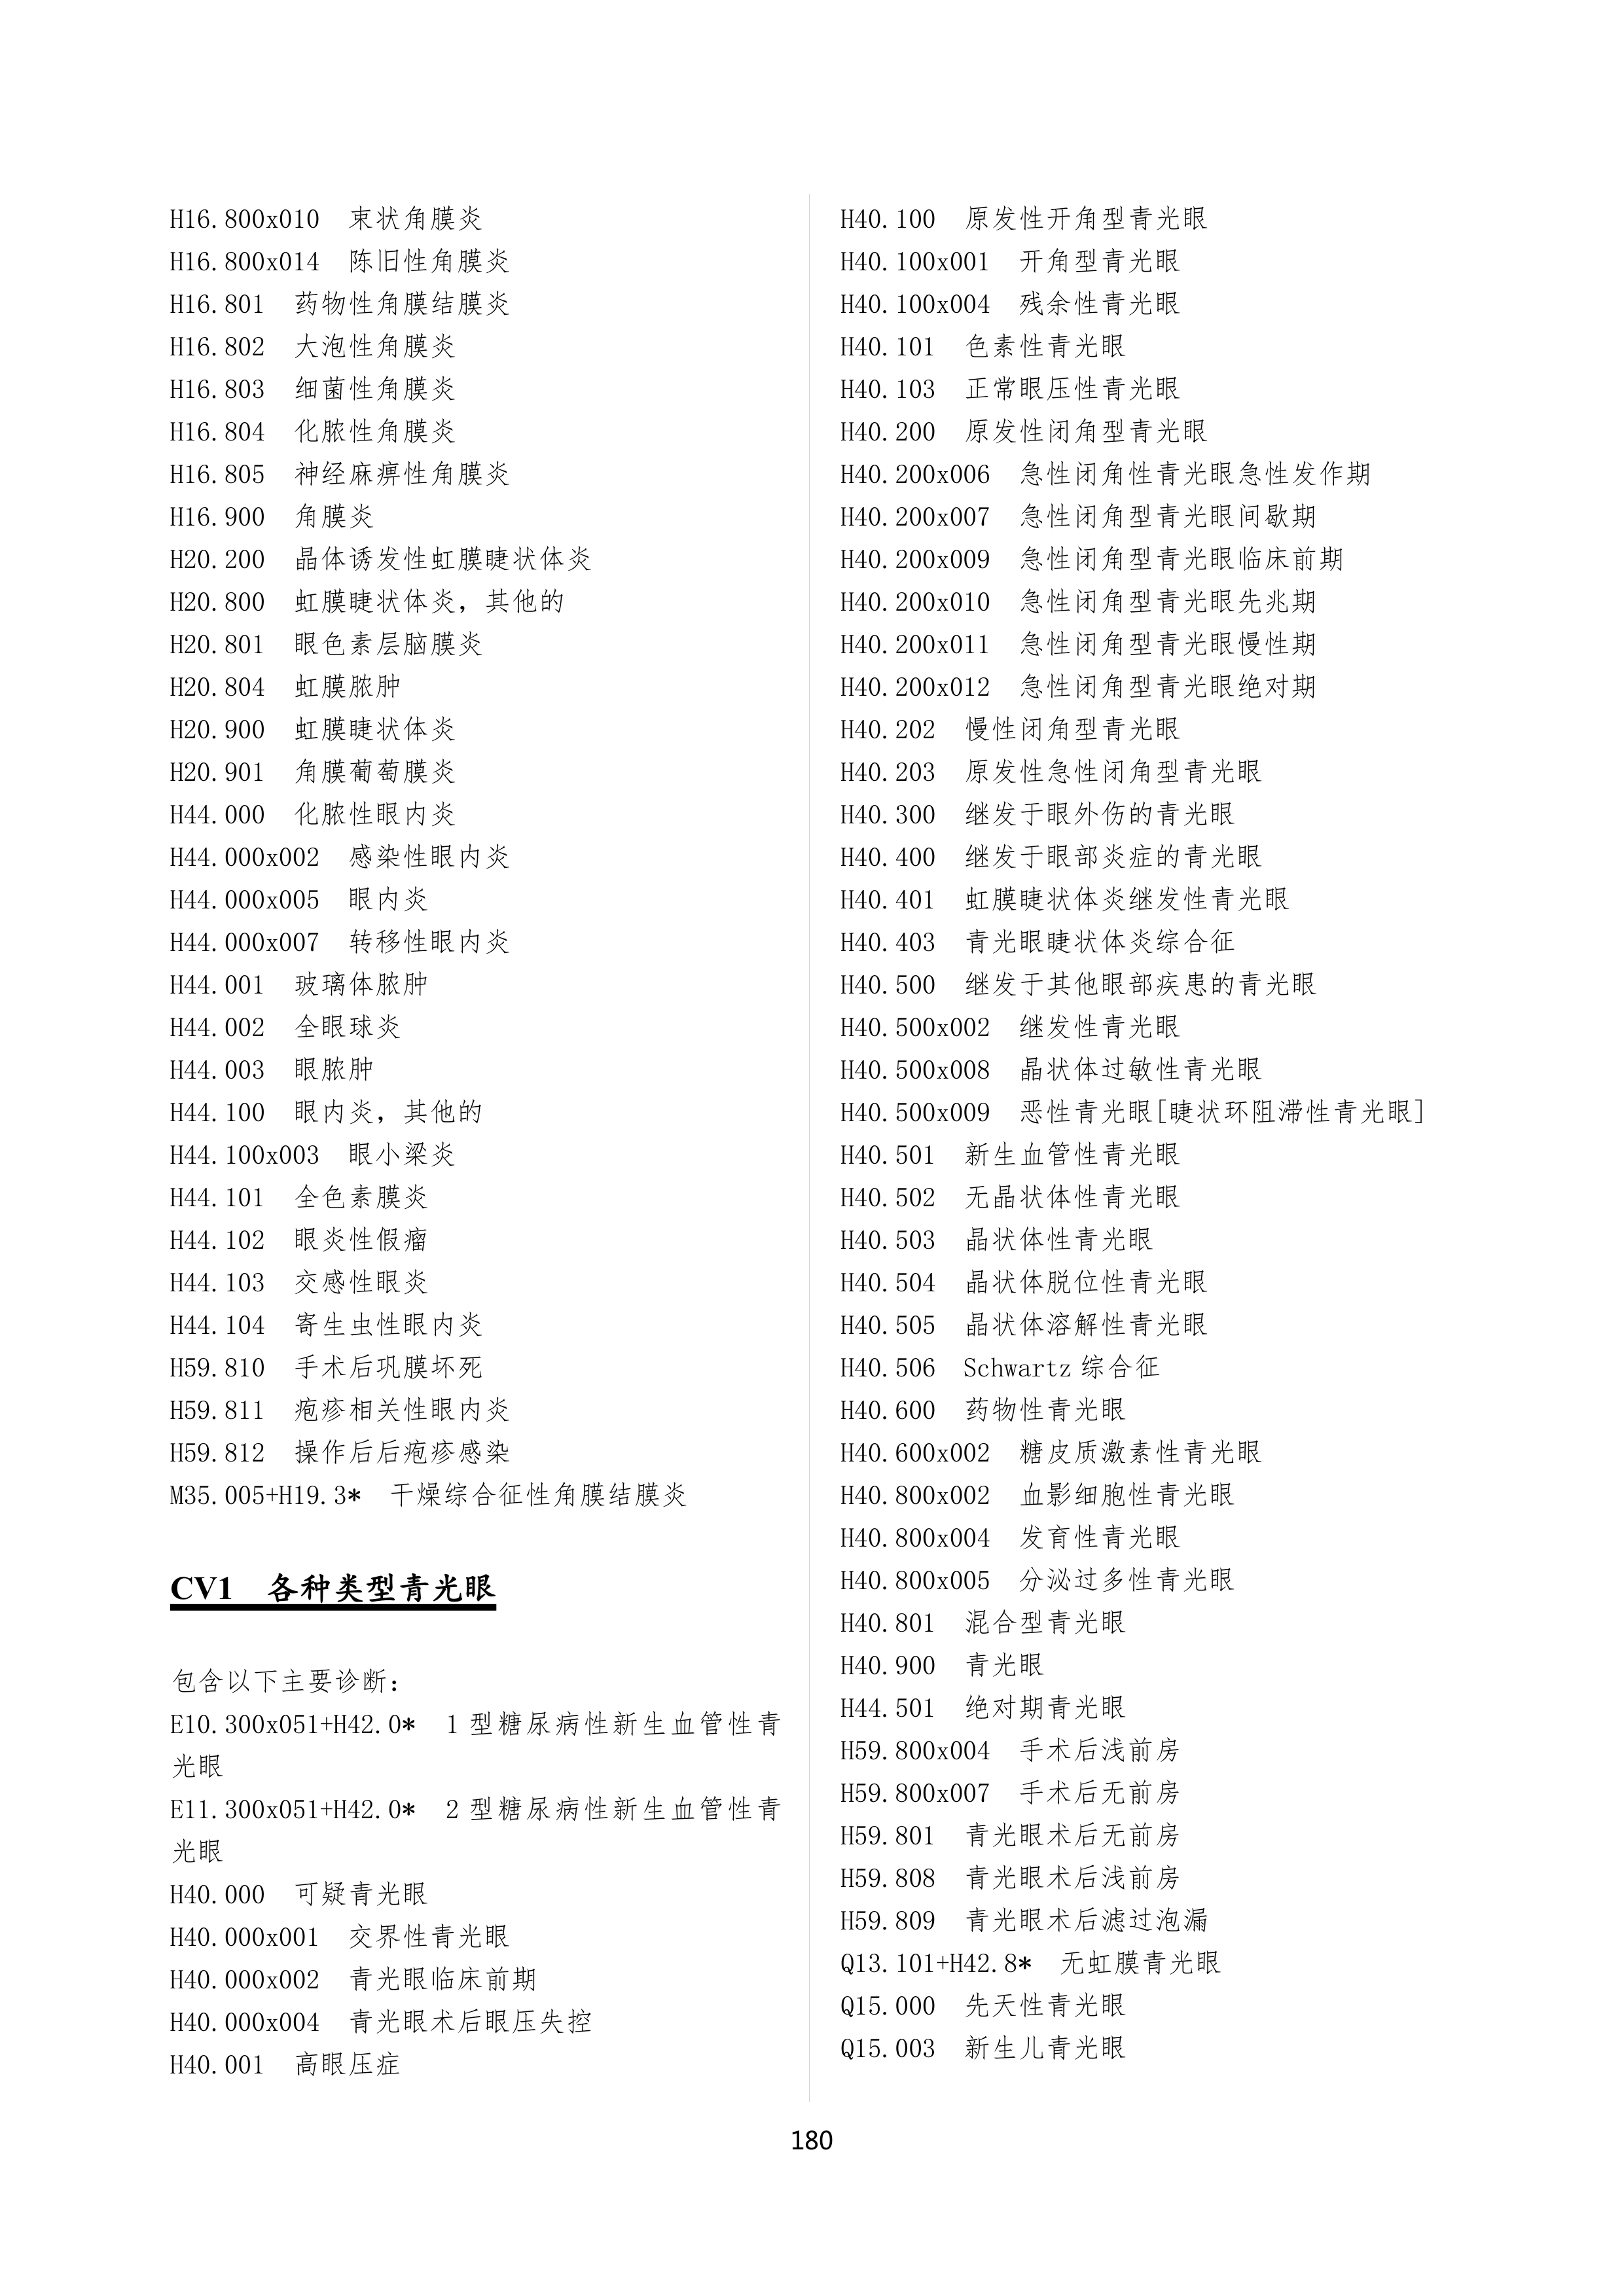 H16.800x010 束状角膜炎
H16.800x014 陈旧性角膜炎
H16.801 药物性角膜结膜炎
H16.802 大泡性角膜炎
H16.803 细菌性角膜炎
H16.804 化脓性角膜炎
H16.805 神经麻痹性角膜炎
H16.900 角膜炎
H20.200 晶体诱发性虹膜睫状体炎
H20.800 虹膜睫状体炎，其他的
H20.801 眼色素层脑膜炎
H20.804 虹膜脓肿
H20.900 虹膜睫状体炎
H20.901 角膜葡萄膜炎
H44.000 化脓性眼内炎
H44.000x002 感染性眼内炎
H44.000x005 眼内炎
H44.000x007 转移性眼内炎
H44.001 玻璃体脓肿
H44.002 全眼球炎
H44.003 眼脓肿
H44.100 眼内炎，其他的
H44.100x003 眼小梁炎
H44.101 全色素膜炎
H44.102 眼炎性假瘤
H44.103 交感性眼炎
H44.104 寄生虫性眼内炎
H59.810 手术后巩膜坏死
H59.811 疱疹相关性眼内炎
H59.812 操作后后疱疹感染
M35.005+H19.3* 干燥综合征性角膜结膜炎
CV1 各种类型青光眼
包含以下主要诊断：
E10.300x051+H42.0* 1 型糖尿病性新生血管性青
光眼
E11.300x051+H42.0* 2 型糖尿病性新生血管性青
光眼
H40.000 可疑青光眼
H40.000x001 交界性青光眼
H40.000x002 青光眼临床前期
H40.000x004 青光眼术后眼压失控
H40.001 高眼压症
H40.100 原发性开角型青光眼
H40.100x001 开角型青光眼
H40.100x004 残余性青光眼
H40.101 色素性青光眼
H40.103 正常眼压性青光眼
H40.200 原发性闭角型青光眼
H40.200x006 急性闭角性青光眼急性发作期
H40.200x007 急性闭角型青光眼间歇期
H40.200x009 急性闭角型青光眼临床前期
H40.200x010 急性闭角型青光眼先兆期
H40.200x011 急性闭角型青光眼慢性期
H40.200x012 急性闭角型青光眼绝对期
H40.202 慢性闭角型青光眼
H40.203 原发性急性闭角型青光眼
H40.300 继发于眼外伤的青光眼
H40.400 继发于眼部炎症的青光眼
H40.401 虹膜睫状体炎继发性青光眼
H40.403 青光眼睫状体炎综合征
H40.500 继发于其他眼部疾患的青光眼
H40.500x002 继发性青光眼
H40.500x008 晶状体过敏性青光眼
H40.500x009 恶性青光眼[睫状环阻滞性青光眼]
H40.501 新生血管性青光眼
H40.502 无晶状体性青光眼
H40.503 晶状体性青光眼
H40.504 晶状体脱位性青光眼
H40.505 晶状体溶解性青光眼
H40.506 Schwartz 综合征
H40.600 药物性青光眼
H40.600x002 糖皮质激素性青光眼
H40.800x002 血影细胞性青光眼
H40.800x004 发育性青光眼
H40.800x005 分泌过多性青光眼
H40.801 混合型青光眼
H40.900 青光眼
H44.501 绝对期青光眼
H59.800x004 手术后浅前房
H59.800x007 手术后无前房
H59.801 青光眼术后无前房
H59.808 青光眼术后浅前房
H59.809 青光眼术后滤过泡漏
Q13.101+H42.8* 无虹膜青光眼
Q15.000 先天性青光眼
Q15.003 新生儿青光眼
180